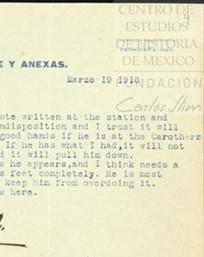 CENTRO DE
ESTUDIOS
DE HISTORIA
DE MEXICO
FUNDACIÓN
Carlos Slim
E Y ANEXAS.
Marzo 19 1910
ote written at the station and
ndisposition and I trust it will
good hands if he is at the Carothers
If he has what I had, it will not
d it will pull him down.
s he appears, and I think needs a
s feet completely. He is most
keep him from overdoing it.
s here.